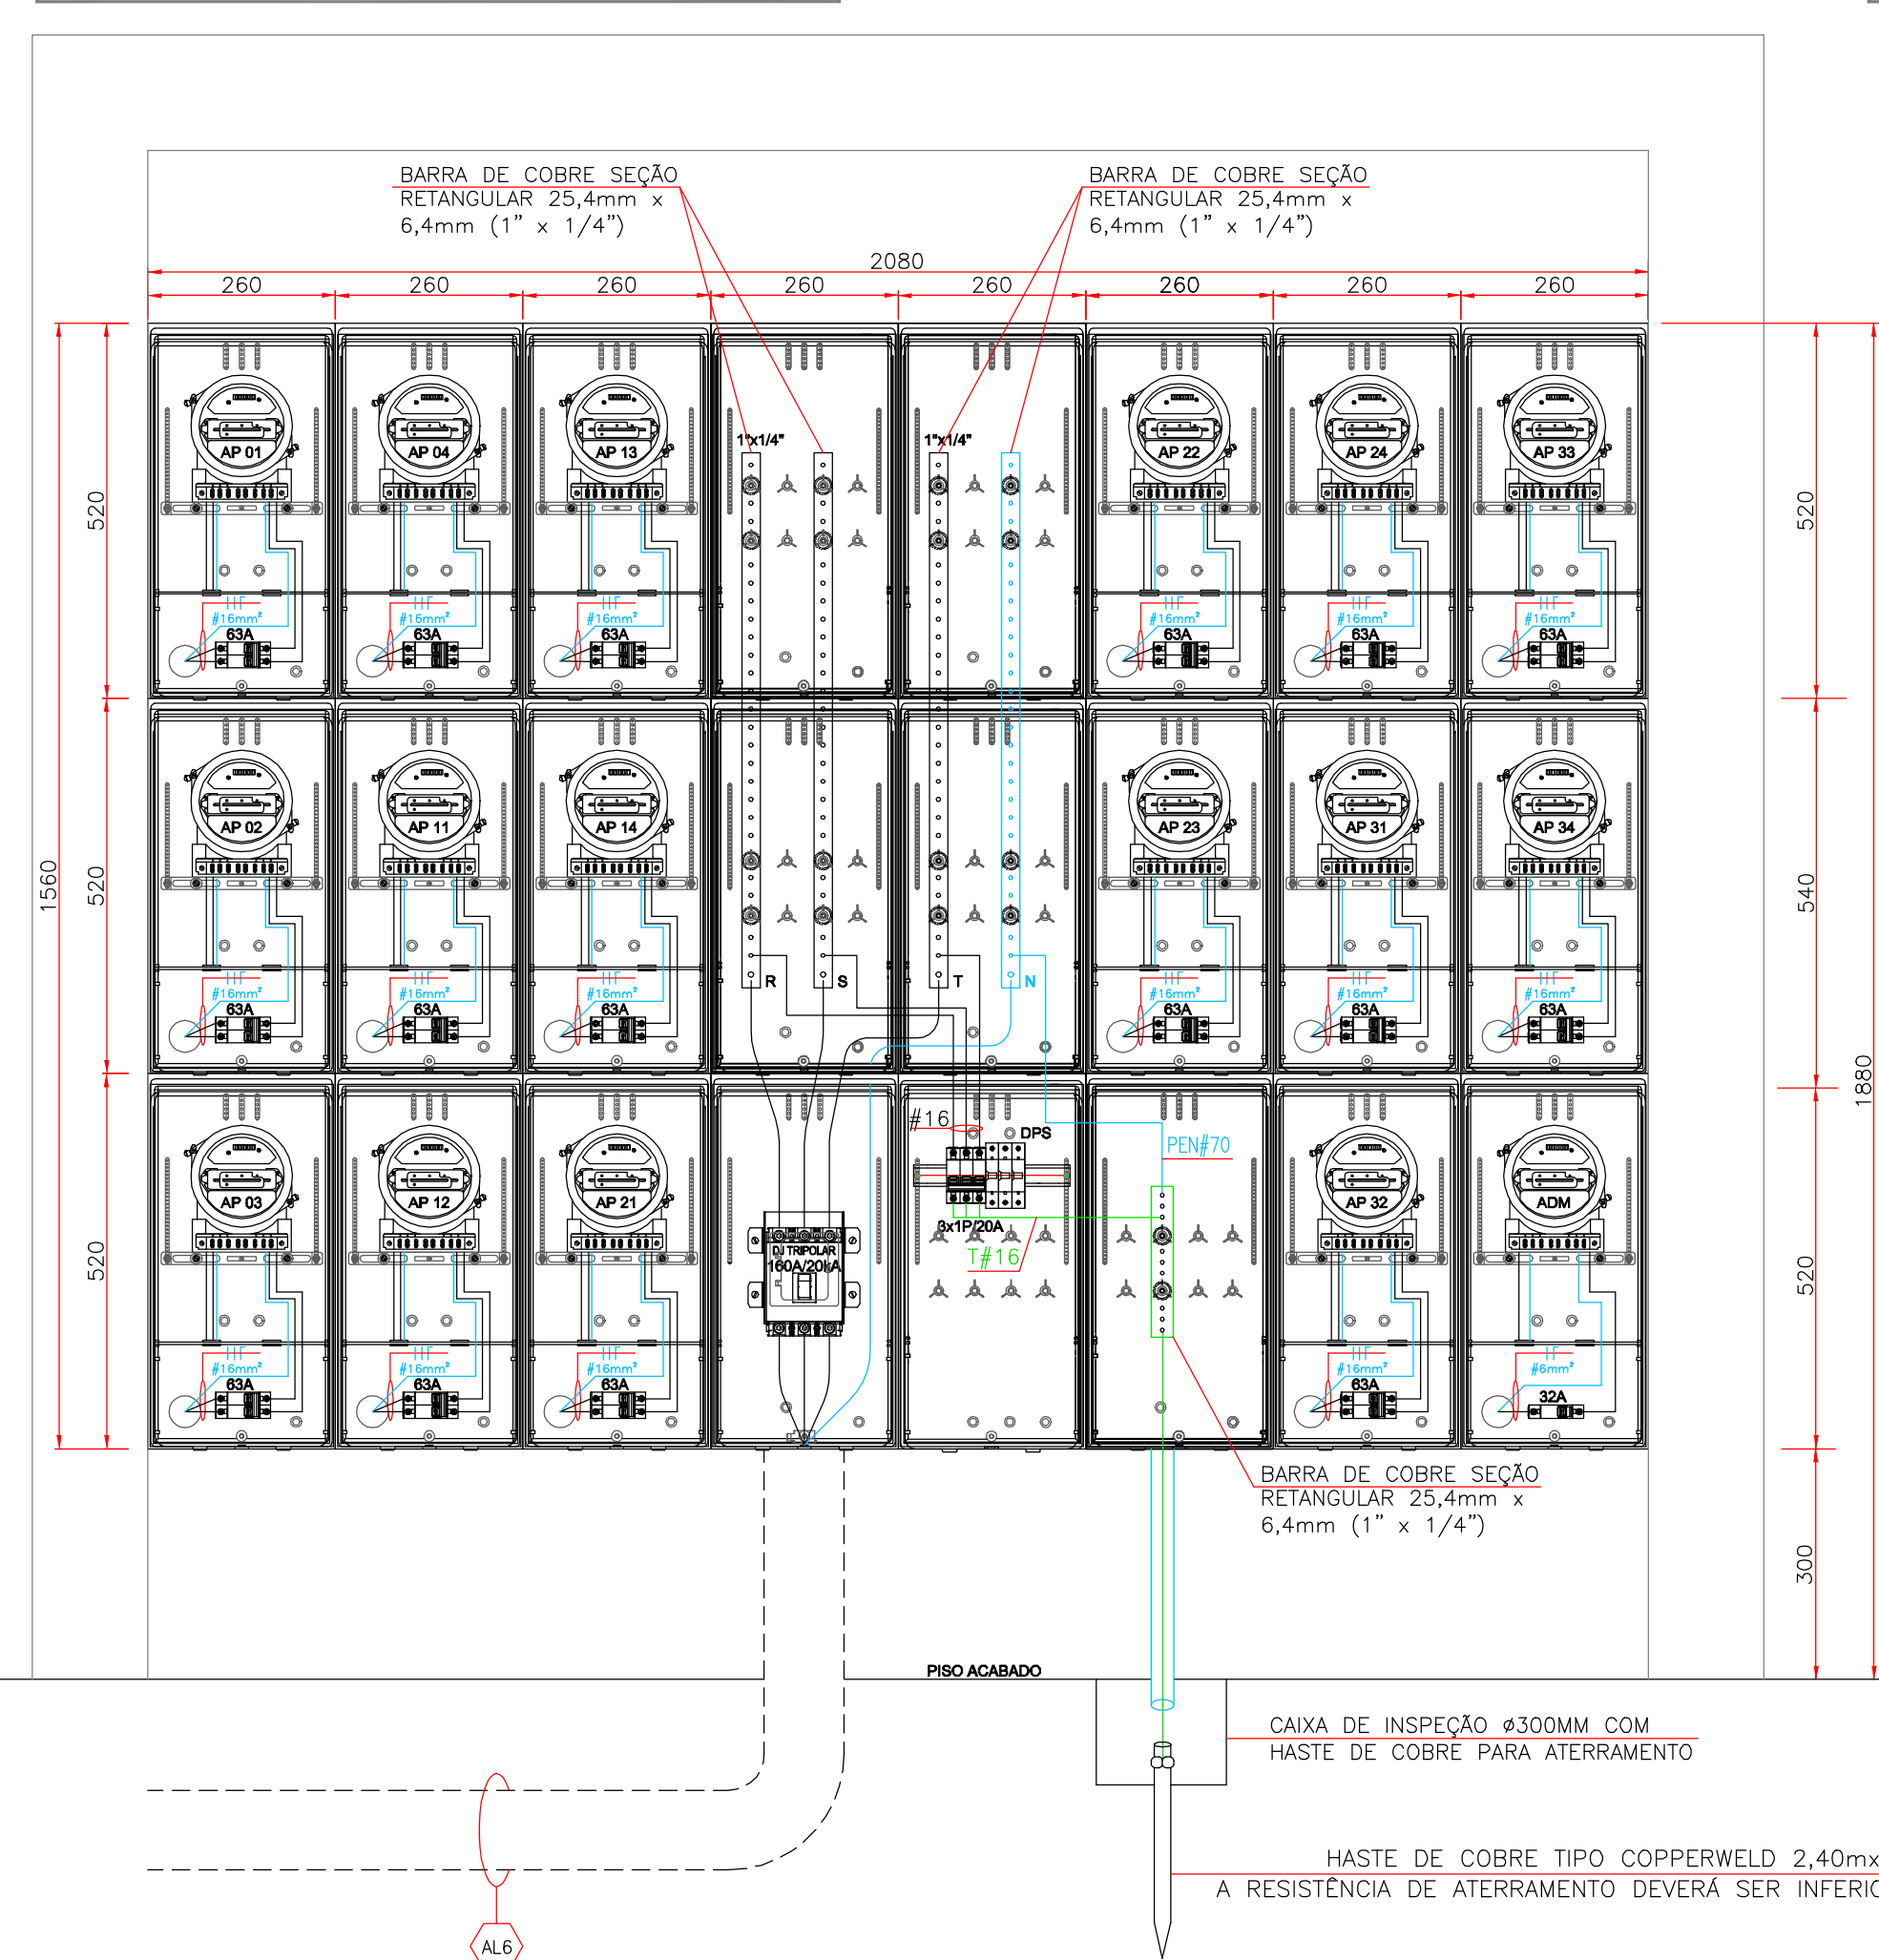 BARRA DE COBRE SEÇÃO
RETANGULAR 25,4mm x
6,4mm (1" x 1/4")
BARRA DE COBRE SEÇÃO
RETANGULAR 25,4mm x
6,4mm (1" x 1/4")
2080
260 260 260 260 260 260 260 260
1560
520
520
520
520
540
520
300
1880
AP 01 AP 04 AP 13 AP 22 AP 24 AP 33
1"x1/4" 1"x1/4"
#16mm² #16mm² #16mm² #16mm² #16mm² #16mm²
63A 63A 63A 63A 63A 63A
AP 02 AP 11 AP 14 AP 23 AP 31 AP 34
R S T N
#16mm² #16mm² #16mm² #16mm² #16mm² #16mm²
63A 63A 63A 63A 63A 63A
#16 DPS
PEN#70
AP 03 AP 12 AP 21 AP 32 ADM
3x1P/20A
DJ TRIPOLAR
160A/20kA
T#16
#16mm² #16mm² #16mm² #16mm² #6mm²
63A 63A 63A 63A 32A
BARRA DE COBRE SEÇÃO
RETANGULAR 25,4mm x
6,4mm (1" x 1/4")
PISO ACABADO
CAIXA DE INSPEÇÃO ø300MM COM
HASTE DE COBRE PARA ATERRAMENTO
HASTE DE COBRE TIPO COPPERWELD 2,40mx
A RESISTÊNCIA DE ATERRAMENTO DEVERÁ SER INFERIO
AL6